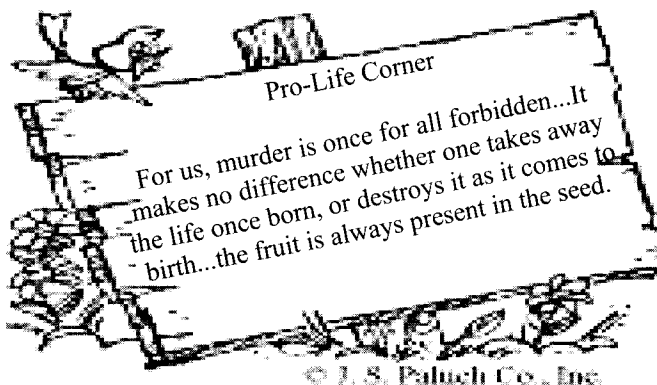 Pro-Life Corner
For us, murder is once for all forbidden...It
makes no difference whether one takes away
the life once born, or destroys it as it comes to
birth...the fruit is always present in the seed.
© J. S. Paluch Co., Inc.